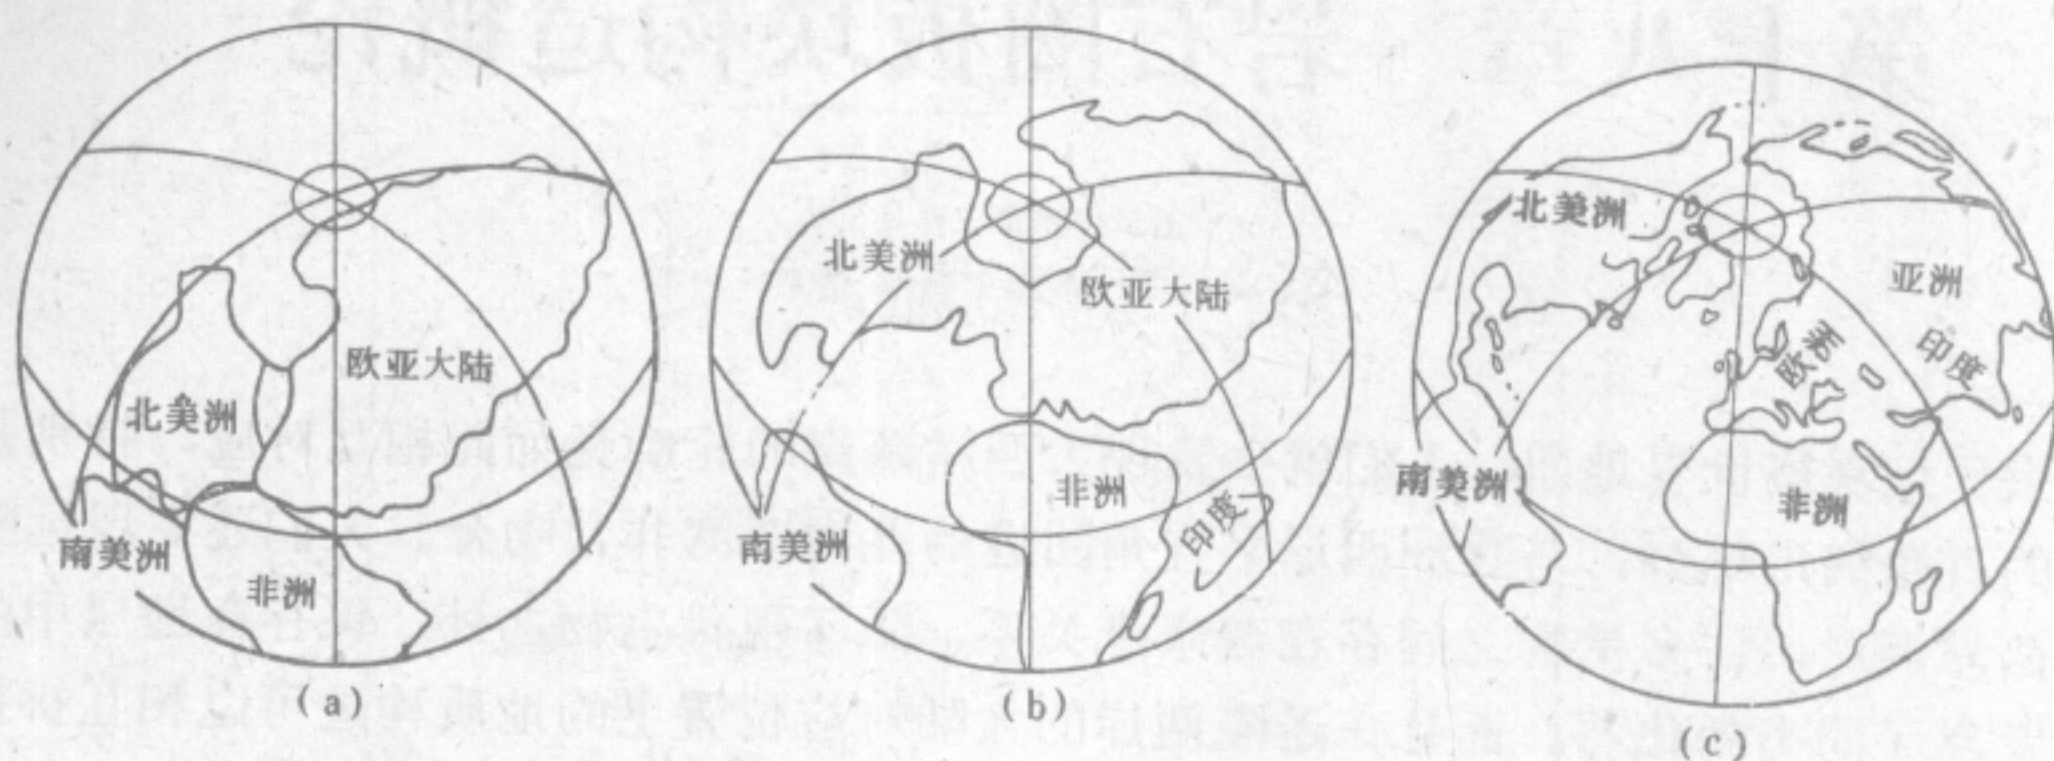 欧亚大陆
北美洲
南美洲
非洲
(a)
北美洲
欧亚大陆
非洲
印度
南美洲
(b)
北美洲
亚洲
欧洲
印度
南美洲
非洲
(c)